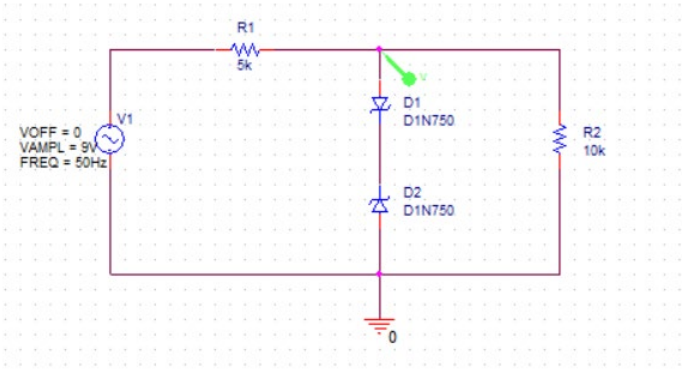 R1
5k
V1
VOFF = 0
VAMPL = 9V
FREQ = 50Hz
V
D1
D1N750
R2
10k
D2
D1N750
0